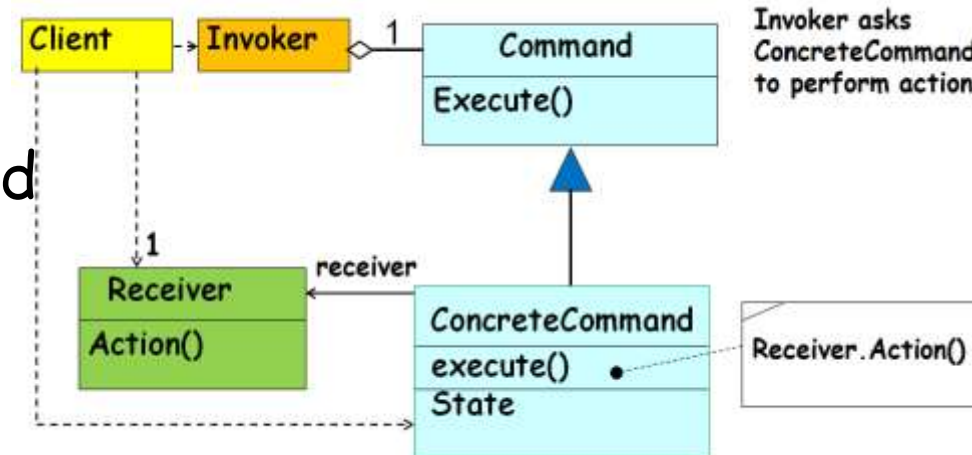 Client
Invoker
1
Command
Execute()
Invoker asks
ConcreteCommand
to perform action
d
1
Receiver
Action()
receiver
ConcreteCommand
execute()
State
Receiver.Action()